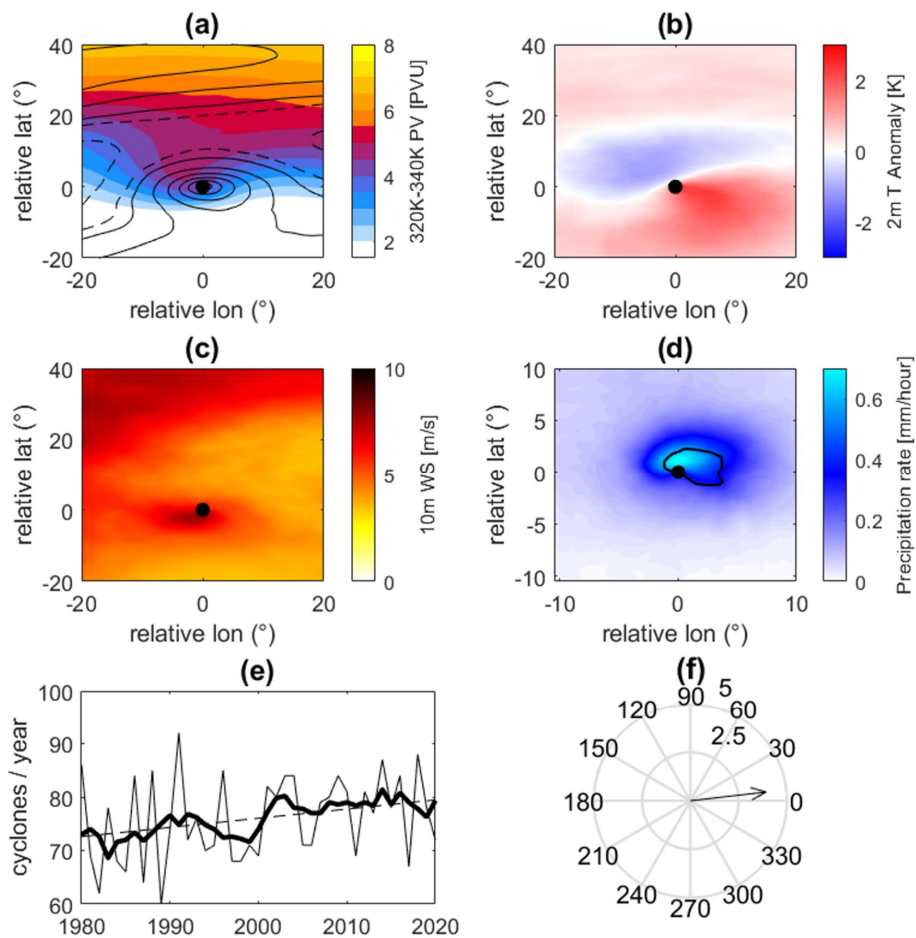 (a)
40
20
0
-20
-20 0 20
relative lat (°)
relative lon (°)
8
6
4
2
320K-340K PV [PVU]
(b)
40
20
0
-20
-20 0 20
relative lat (°)
relative lon (°)
2
0
-2
2m T Anomaly [K]
(c)
40
20
0
-20
-20 0 20
relative lat (°)
relative lon (°)
10
5
0
10m WS [m/s]
(d)
10
5
0
-5
-10
-10 0 10
relative lat (°)
relative lon (°)
0.6
0.4
0.2
0
Precipitation rate [mm/hour]
(e)
100
90
80
70
60
1980 1990 2000 2010 2020
cyclones / year
(f)
90 5
120 60
2.5
150 30
180 0
210 330
240 300
270